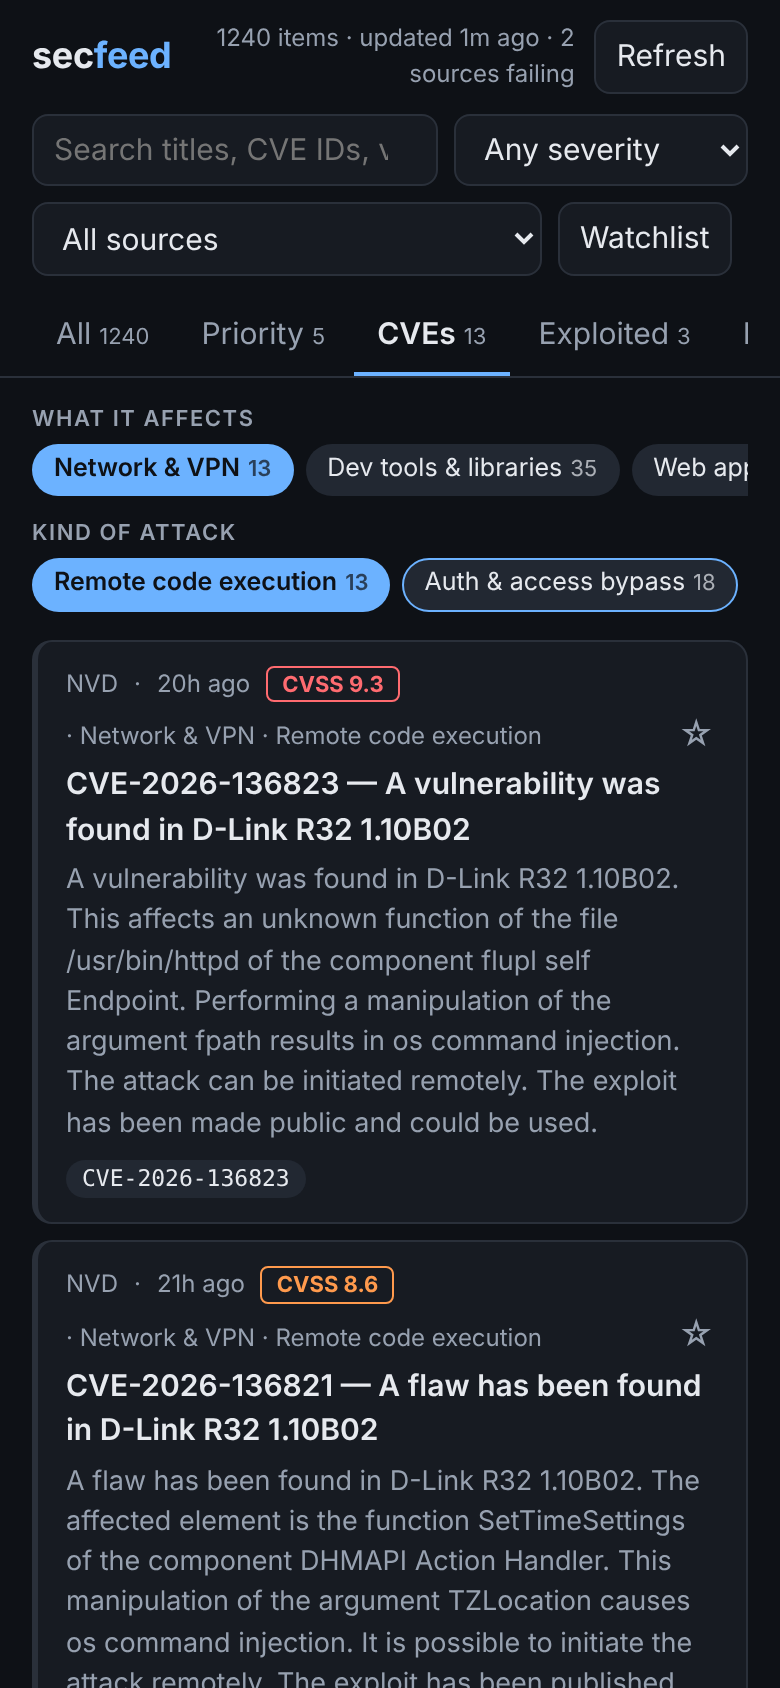 secfeed
1240 items · updated 1m ago · 2
sources failing
Refresh
Search titles, CVE IDs, v
Any severity
All sources
Watchlist
All 1240
Priority 5
CVEs 13
Exploited 3
WHAT IT AFFECTS
Network & VPN 13
Dev tools & libraries 35
Web app
KIND OF ATTACK
Remote code execution 13
Auth & access bypass 18
NVD · 20h ago CVSS 9.3
· Network & VPN · Remote code execution
CVE-2026-136823 — A vulnerability was
found in D-Link R32 1.10B02
A vulnerability was found in D-Link R32 1.10B02.
This affects an unknown function of the file
/usr/bin/httpd of the component flupl self
Endpoint. Performing a manipulation of the
argument fpath results in os command injection.
The attack can be initiated remotely. The exploit
has been made public and could be used.
CVE-2026-136823
NVD · 21h ago CVSS 8.6
· Network & VPN · Remote code execution
CVE-2026-136821 — A flaw has been found
in D-Link R32 1.10B02
A flaw has been found in D-Link R32 1.10B02. The
affected element is the function SetTimeSettings
of the component DHMAPI Action Handler. This
manipulation of the argument TZLocation causes
os command injection. It is possible to initiate the
attack remotely. The exploit has been published